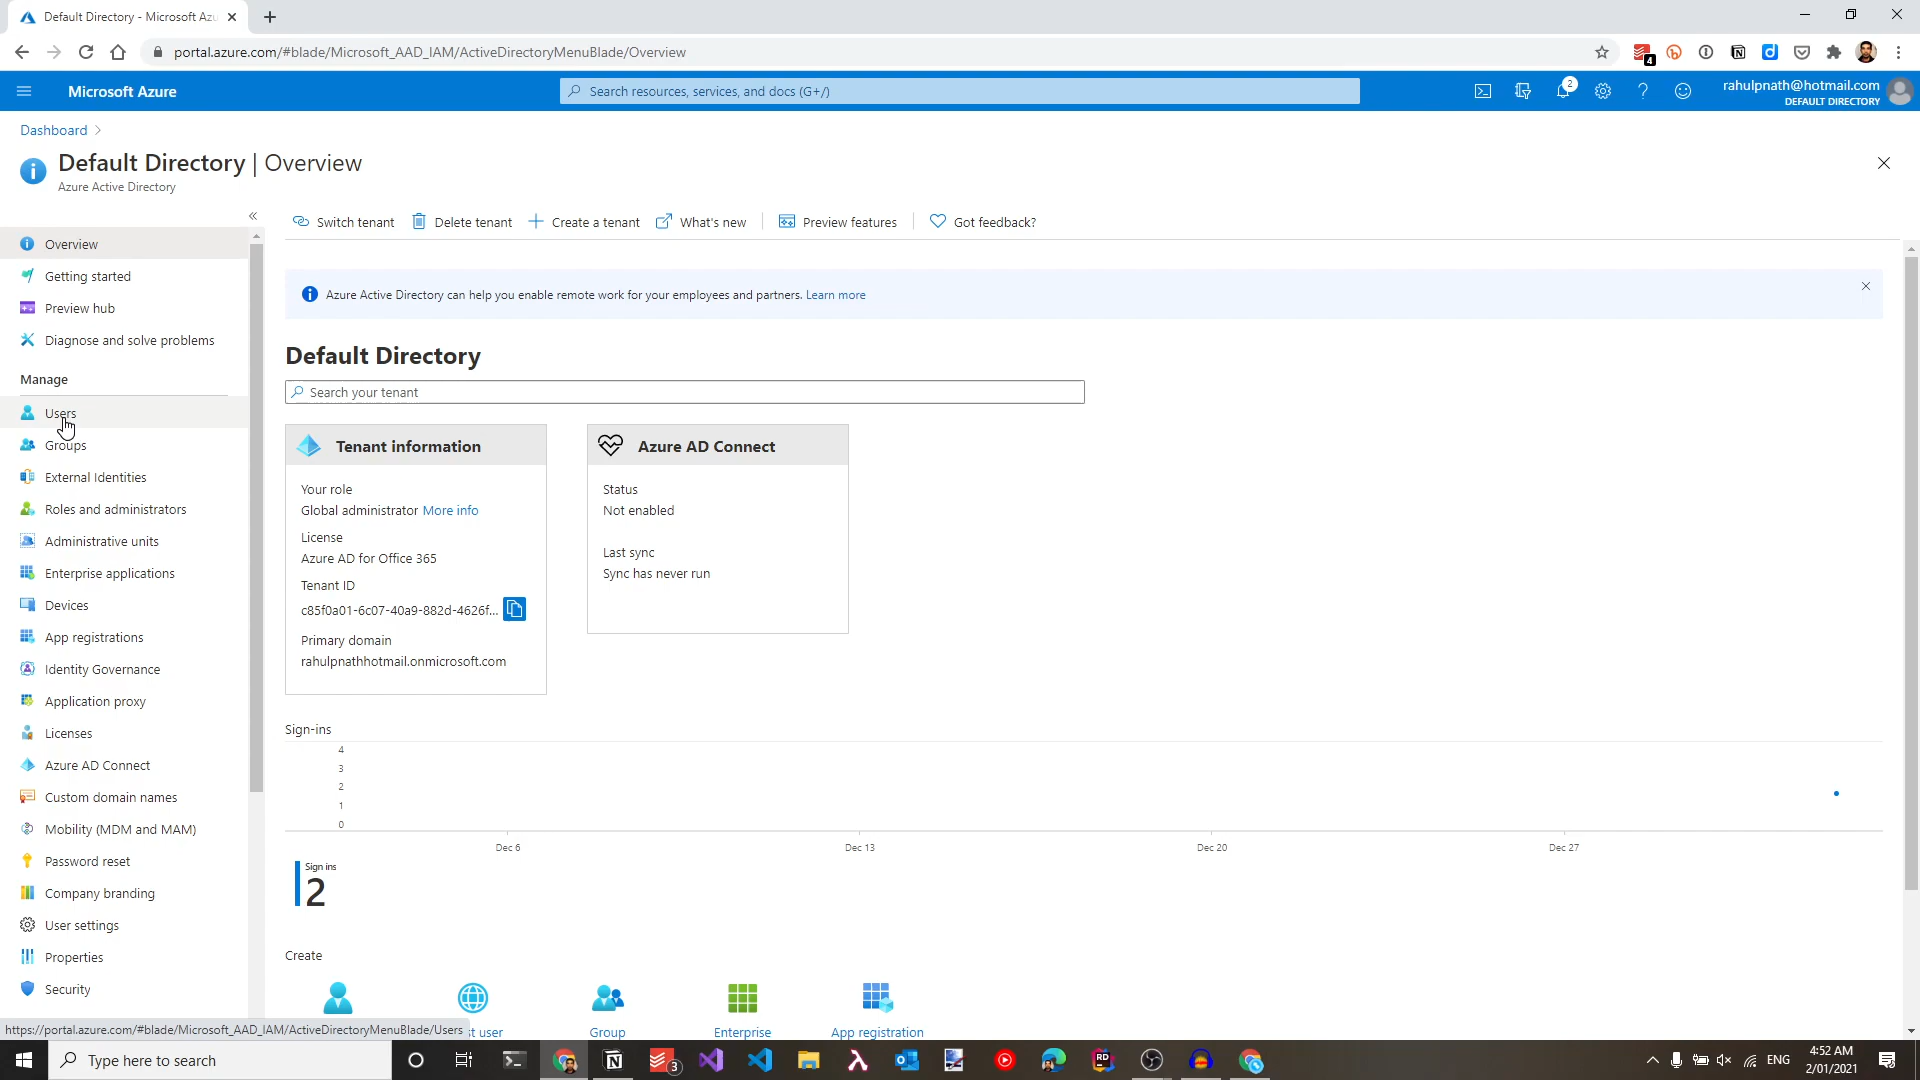 Default Directory - Microsoft Azu
portal.azure.com/#blade/Microsoft_AAD_IAM/ActiveDirectoryMenuBlade/Overview
4
Microsoft Azure
Search resources, services, and docs (G+/)
2
rahulpnath@hotmail.com
DEFAULT DIRECTORY
Dashboard
Default Directory | Overview
Azure Active Directory
Switch tenant
Delete tenant
Create a tenant
What's new
Preview features
Got feedback?
Overview
Getting started
Preview hub
Diagnose and solve problems
Manage
Users
Groups
External Identities
Roles and administrators
Administrative units
Enterprise applications
Devices
App registrations
Identity Governance
Application proxy
Licenses
Azure AD Connect
Custom domain names
Mobility (MDM and MAM)
Password reset
Company branding
User settings
Properties
Security
Azure Active Directory can help you enable remote work for your employees and partners. Learn more
Default Directory
Search your tenant
Tenant information
Your role
Global administrator More info
License
Azure AD for Office 365
Tenant ID
c85f0a01-6c07-40a9-882d-4626f...
Primary domain
rahulpnathhotmail.onmicrosoft.com
Azure AD Connect
Status
Not enabled
Last sync
Sync has never run
Sign-ins
4
3
2
1
0
Dec 6
Dec 13
Dec 20
Dec 27
Sign ins
2
Create
st user
Group
Enterprise
App registration
https://portal.azure.com/#blade/Microsoft_AAD_IAM/ActiveDirectoryMenuBlade/Users
Type here to search
3
RD
ENG
4:52 AM
2/01/2021